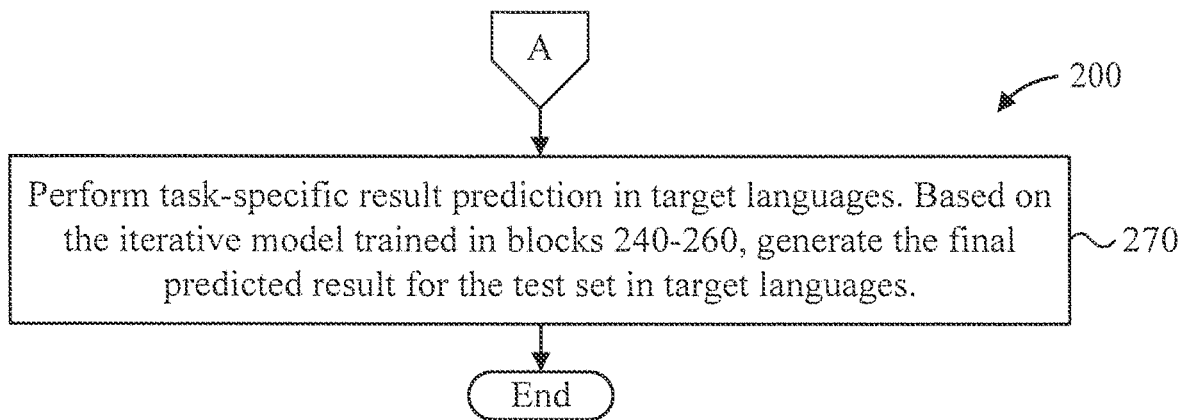 A
200
Perform task-specific result prediction in target languages. Based on
the iterative model trained in blocks 240-260, generate the final
predicted result for the test set in target languages.
270
End